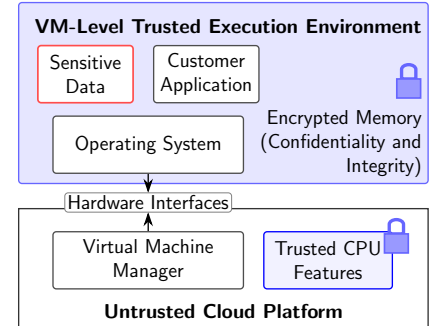 VM-Level Trusted Execution Environment
Sensitive
Data
Customer
Application
Encrypted Memory
(Confidentiality and
Integrity)
Operating System
Hardware Interfaces
Virtual Machine
Manager
Trusted CPU
Features
Untrusted Cloud Platform